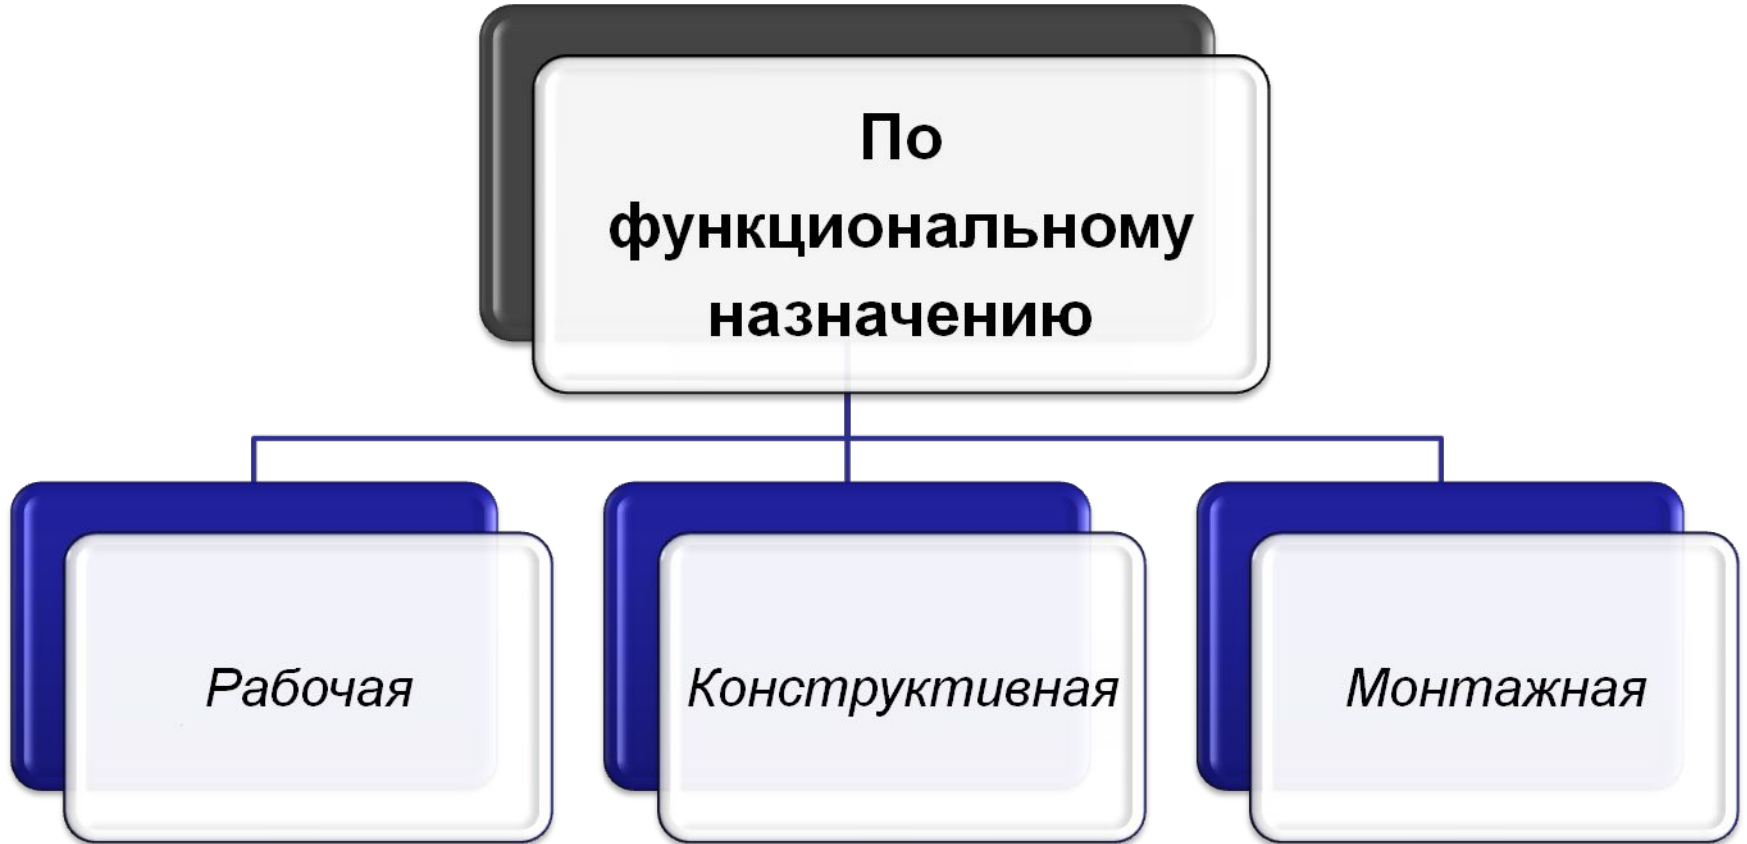 По
функциональному
назначению
Рабочая
Конструктивная
Монтажная